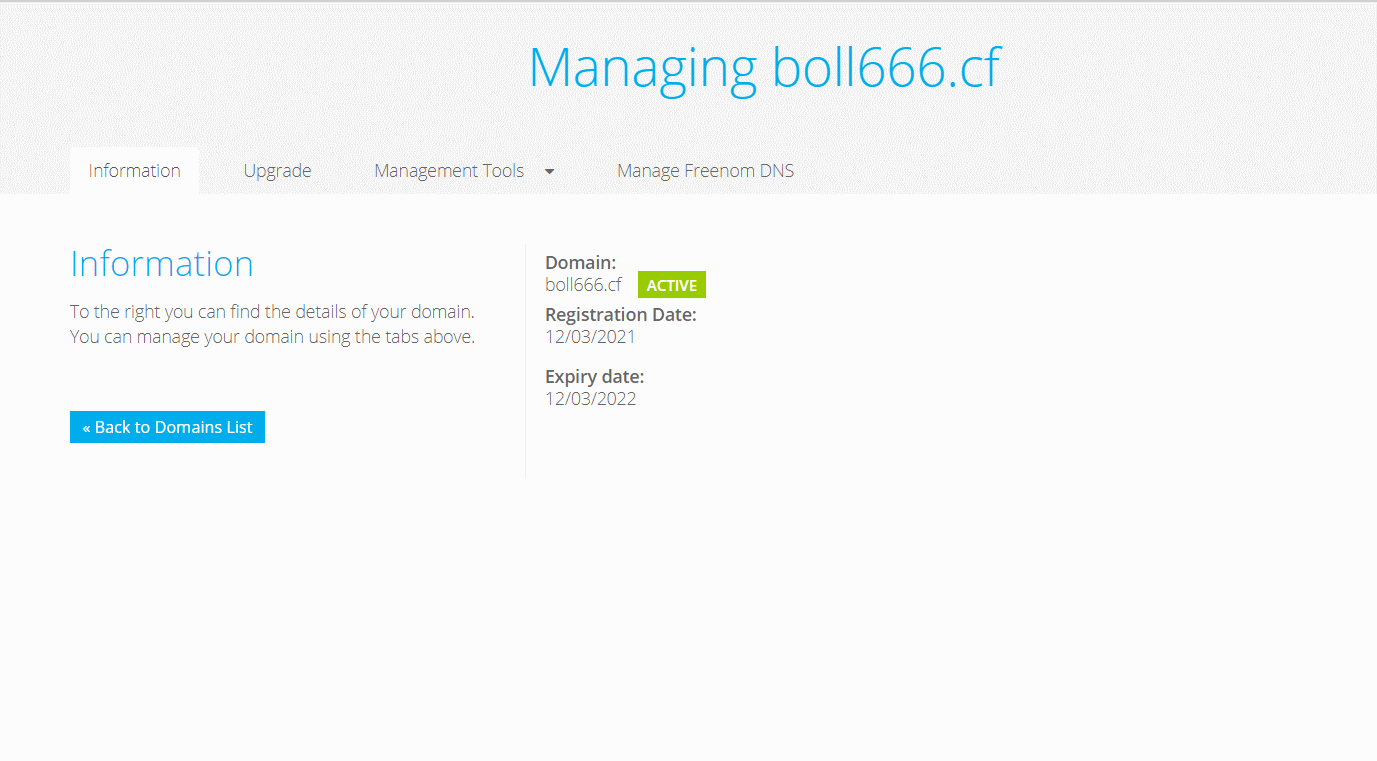 Managing boll666.cf
Information
Upgrade
Management Tools
Manage Freenom DNS
Information
To the right you can find the details of your domain.
You can manage your domain using the tabs above.
« Back to Domains List
Domain:
boll666.cf ACTIVE
Registration Date:
12/03/2021
Expiry date:
12/03/2022